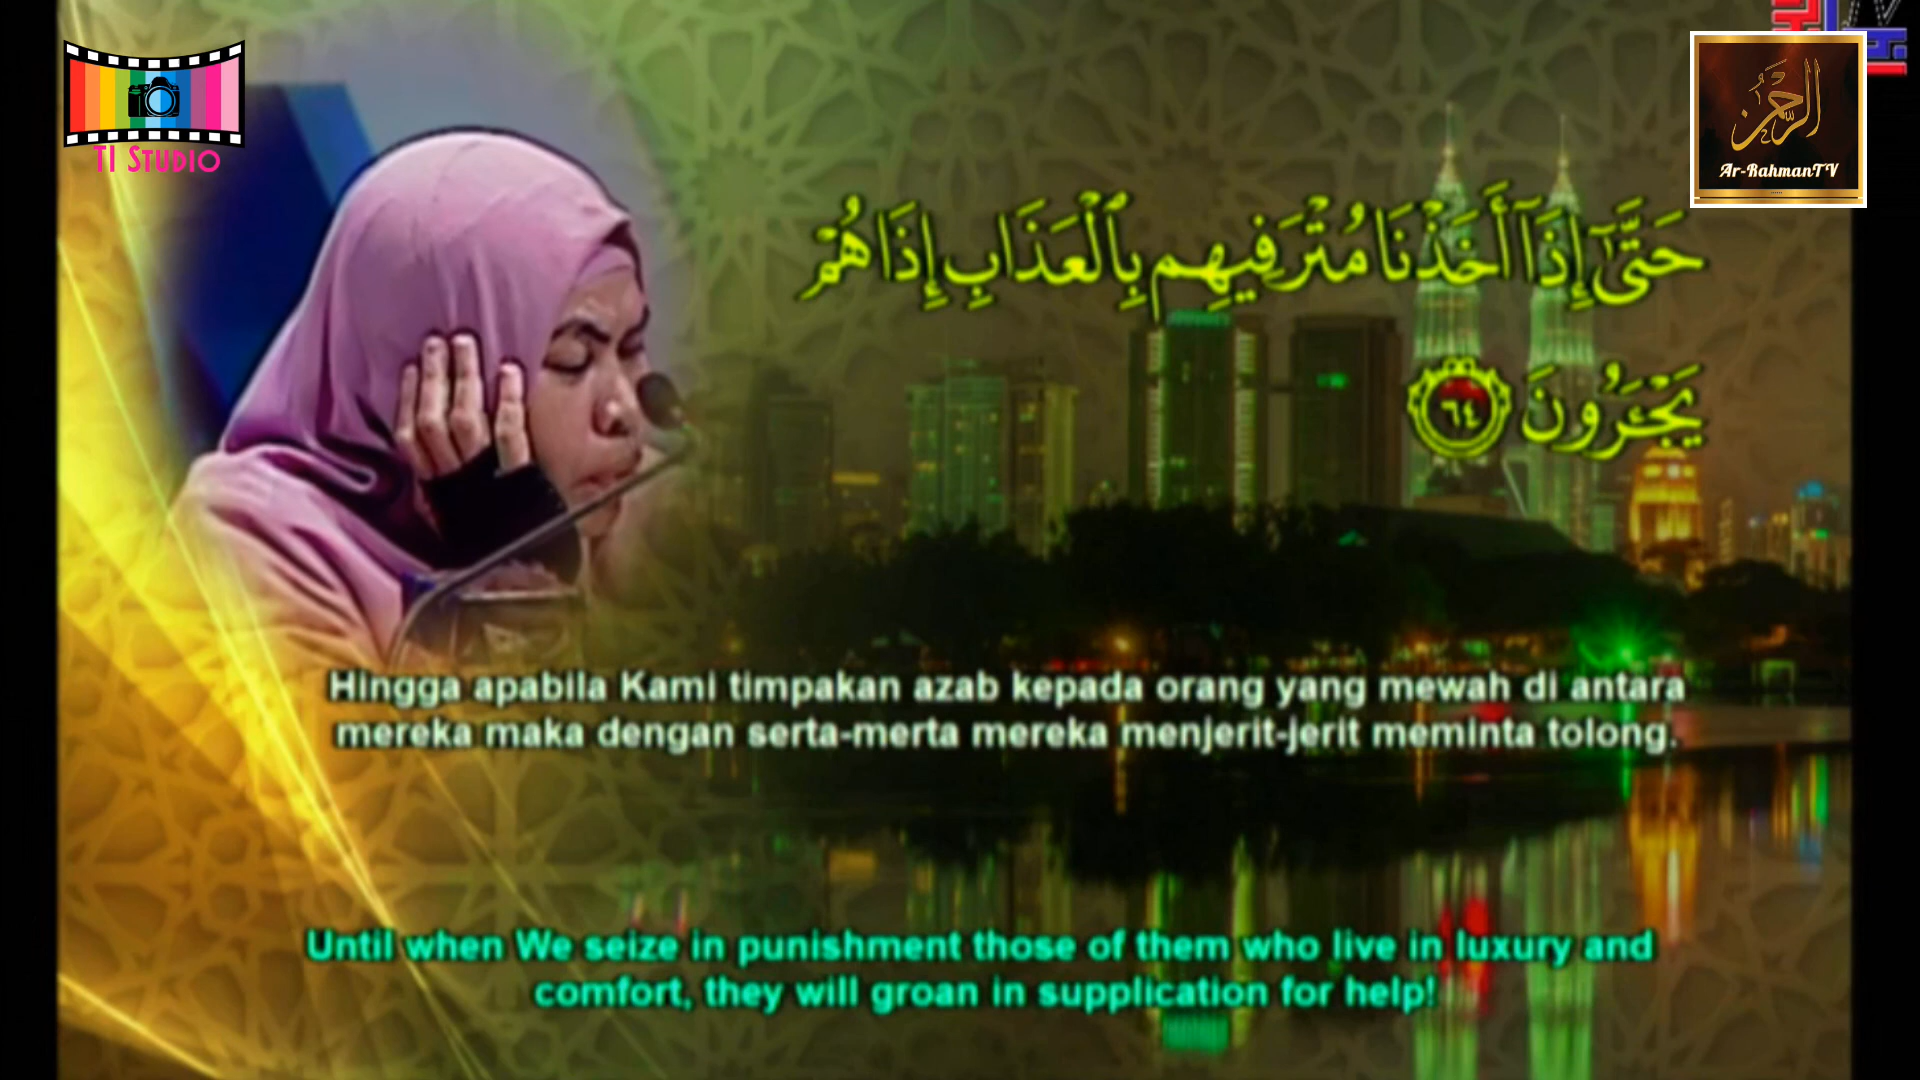 TI STUDIO
الرحمن
Ar-RahmanTV
حَتَّىٰٓ إِذَآ أَخَذْنَا مُتْرَفِيهِم بِٱلْعَذَابِ إِذَا هُمْ
يَجْـَٔرُونَ ٦٤
Hingga apabila Kami timpakan azab kepada orang yang mewah di antara
mereka maka dengan serta-merta mereka menjerit-jerit meminta tolong.
Until when We seize in punishment those of them who live in luxury and
comfort, they will groan in supplication for help!